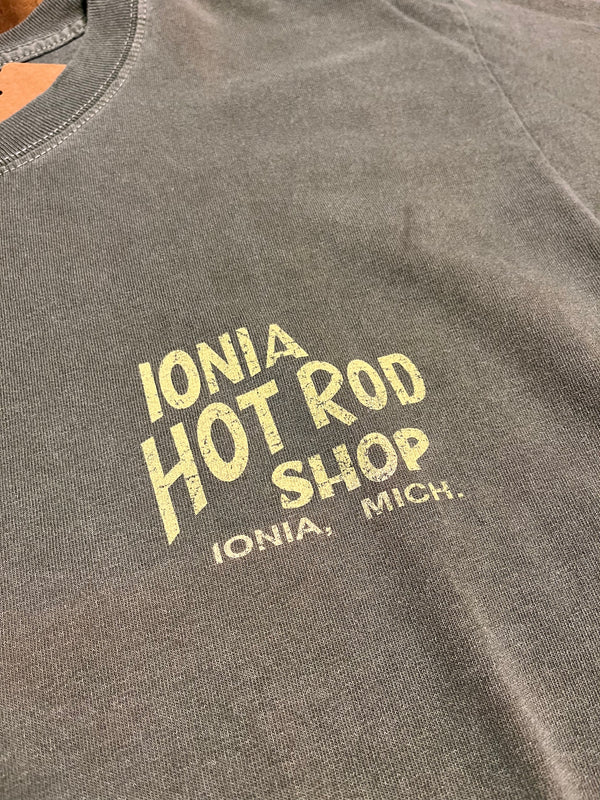 IONIA
HOT ROD
SHOP
IONIA, MICH.